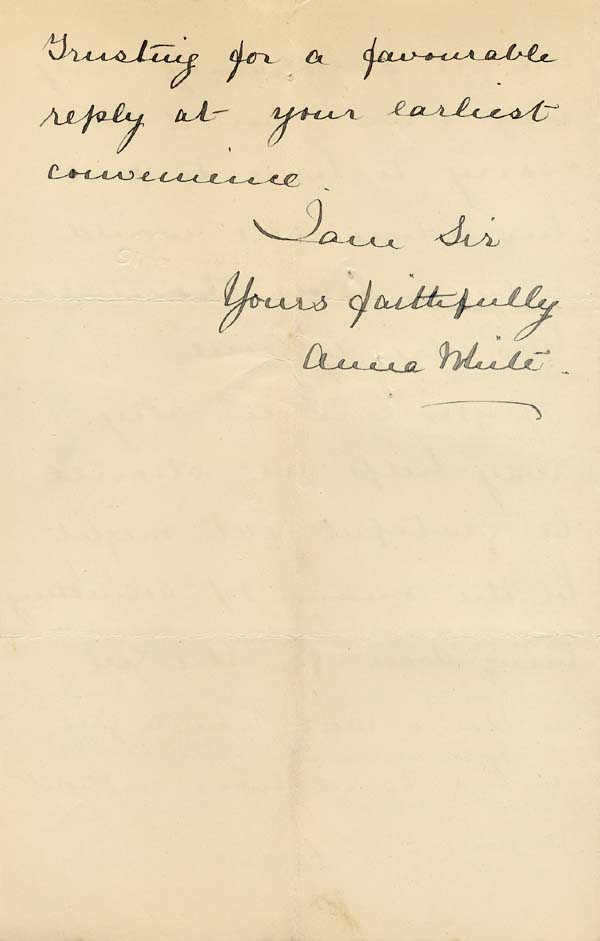 Trusting for a favourable
reply at your earliest
convenience.
I am Sir
Yours faithfully
Anna White.